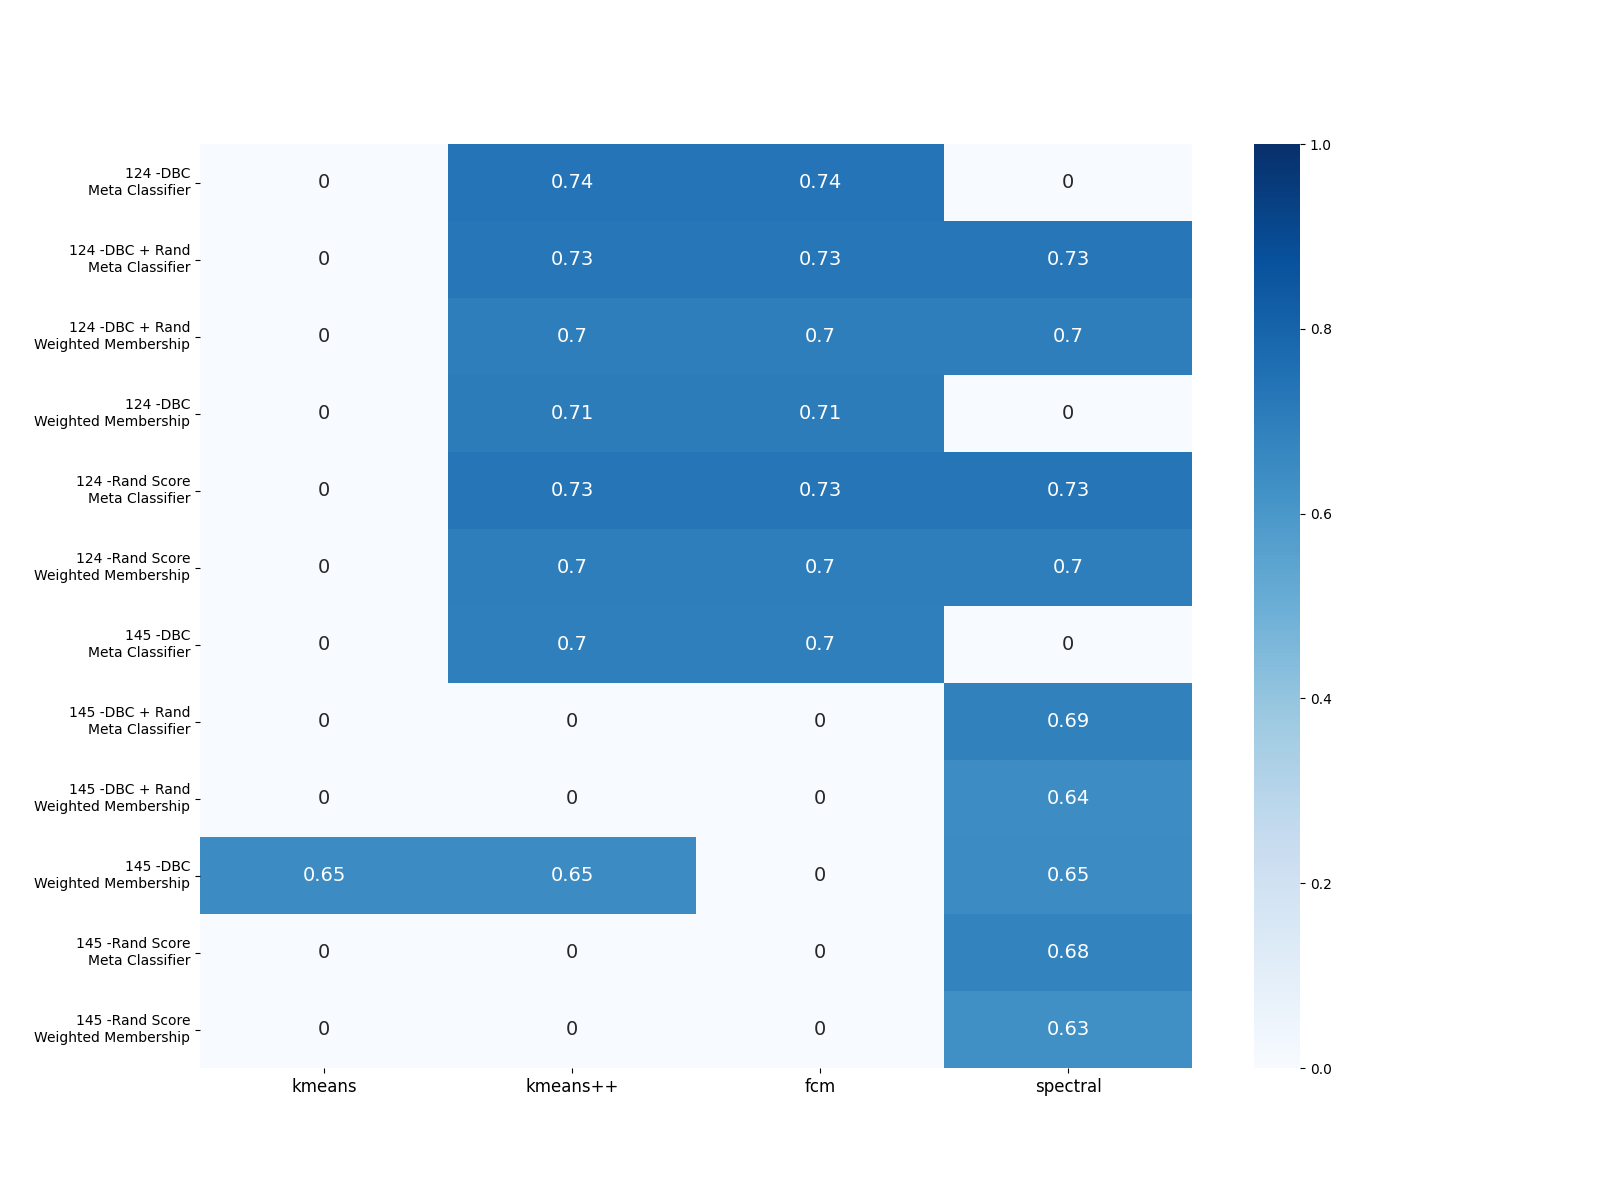 124 -DBC
Meta Classifier
0
0.74
0.74
0
124 -DBC + Rand
Meta Classifier
0
0.73
0.73
0.73
124 -DBC + Rand
Weighted Membership
0
0.7
0.7
0.7
124 -DBC
Weighted Membership
0
0.71
0.71
0
124 -Rand Score
Meta Classifier
0
0.73
0.73
0.73
124 -Rand Score
Weighted Membership
0
0.7
0.7
0.7
145 -DBC
Meta Classifier
0
0.7
0.7
0
145 -DBC + Rand
Meta Classifier
0
0
0
0.69
145 -DBC + Rand
Weighted Membership
0
0
0
0.64
145 -DBC
Weighted Membership
0.65
0.65
0
0.65
145 -Rand Score
Meta Classifier
0
0
0
0.68
145 -Rand Score
Weighted Membership
0
0
0
0.63
kmeans
kmeans++
fcm
spectral
1.0
0.8
0.6
0.4
0.2
0.0